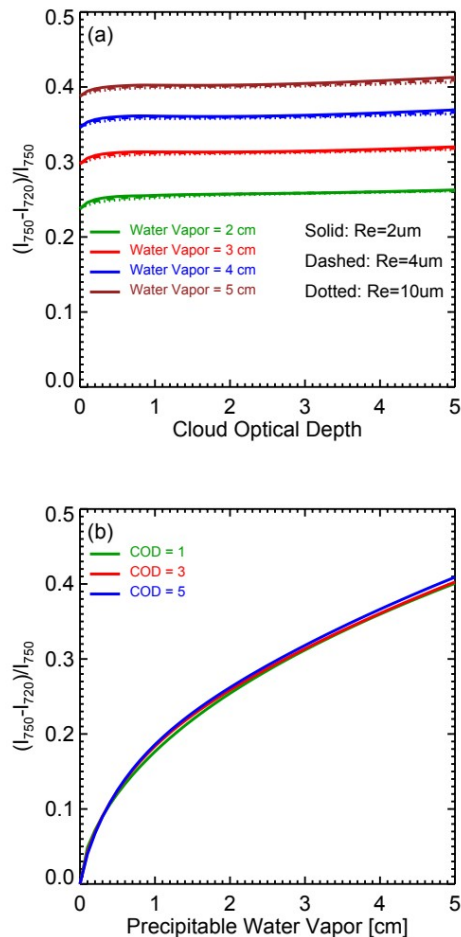 (a)
0.5
0.4
0.3
0.2
0.1
0.0
(I750-I720)/I750
Water Vapor = 2 cm
Water Vapor = 3 cm
Water Vapor = 4 cm
Water Vapor = 5 cm
Solid: Re=2um
Dashed: Re=4um
Dotted: Re=10um
0 1 2 3 4 5
Cloud Optical Depth
(b)
0.5
0.4
0.3
0.2
0.1
0.0
(I750-I720)/I750
COD = 1
COD = 3
COD = 5
0 1 2 3 4 5
Precipitable Water Vapor [cm]